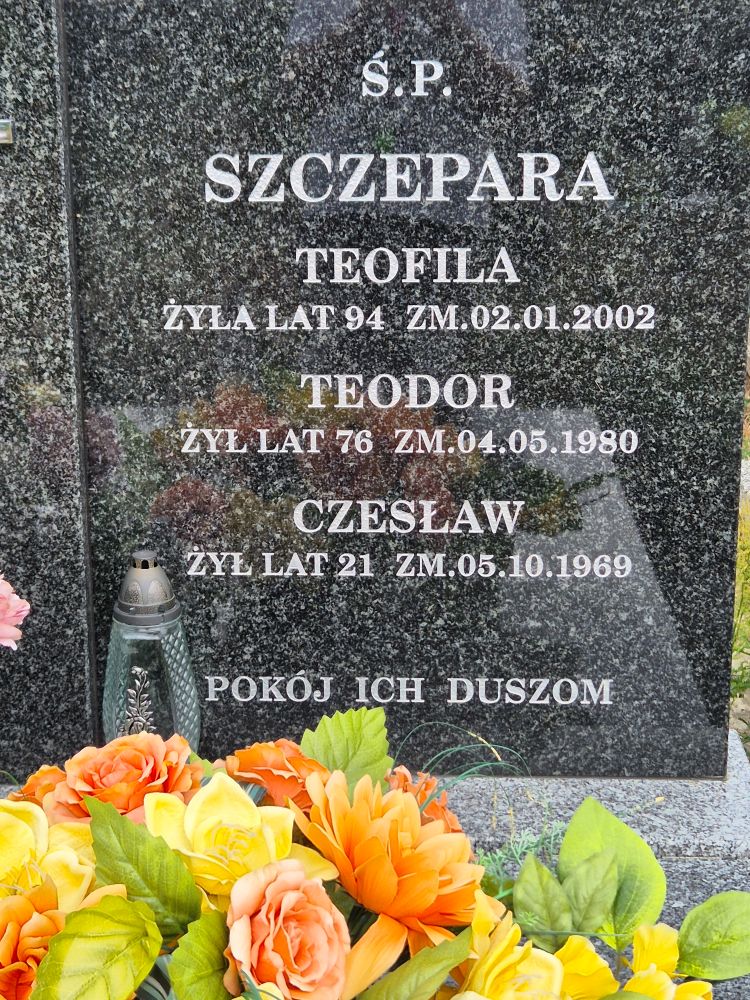 Ś.P.
SZCZEPARA
TEOFILA
ŻYŁA LAT 94 ZM.02.01.2002
TEODOR
ŻYŁ LAT 76 ZM.04.05.1980
CZESŁAW
ŻYŁ LAT 21 ZM.05.10.1969
POKÓJ ICH DUSZOM